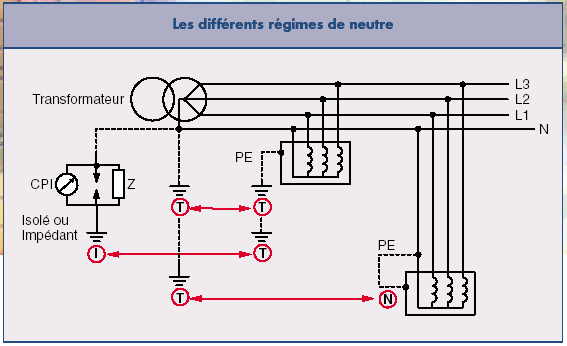 Les différents régimes de neutre
L3
L2
L1
N
Transformateur
PE
CPI
Z
Isolé ou
Impédant
T
T
I
T
PE
T
N